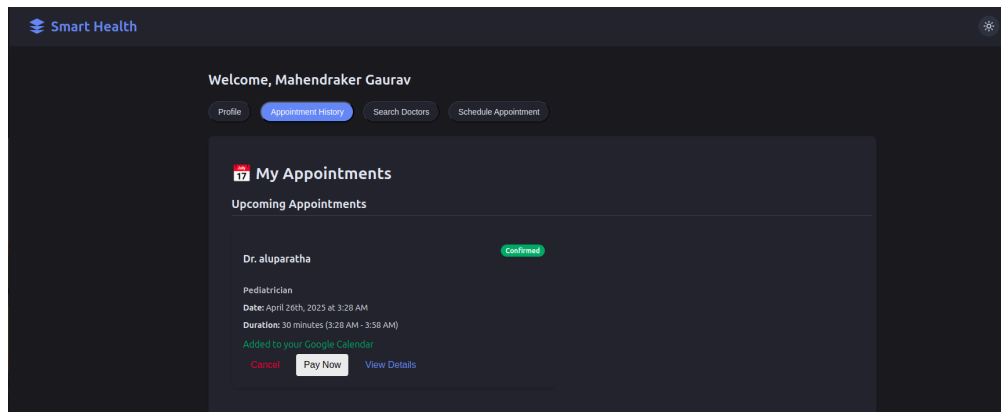 Smart Health
Welcome, Mahendraker Gaurav
Profile Appointment History Search Doctors Schedule Appointment
July 17 My Appointments
Upcoming Appointments
Dr. aluparatha Confirmed
Pediatrician
Date: April 26th, 2025 at 3:28 AM
Duration: 30 minutes (3:28 AM - 3:58 AM)
Added to your Google Calendar
Cancel Pay Now View Details